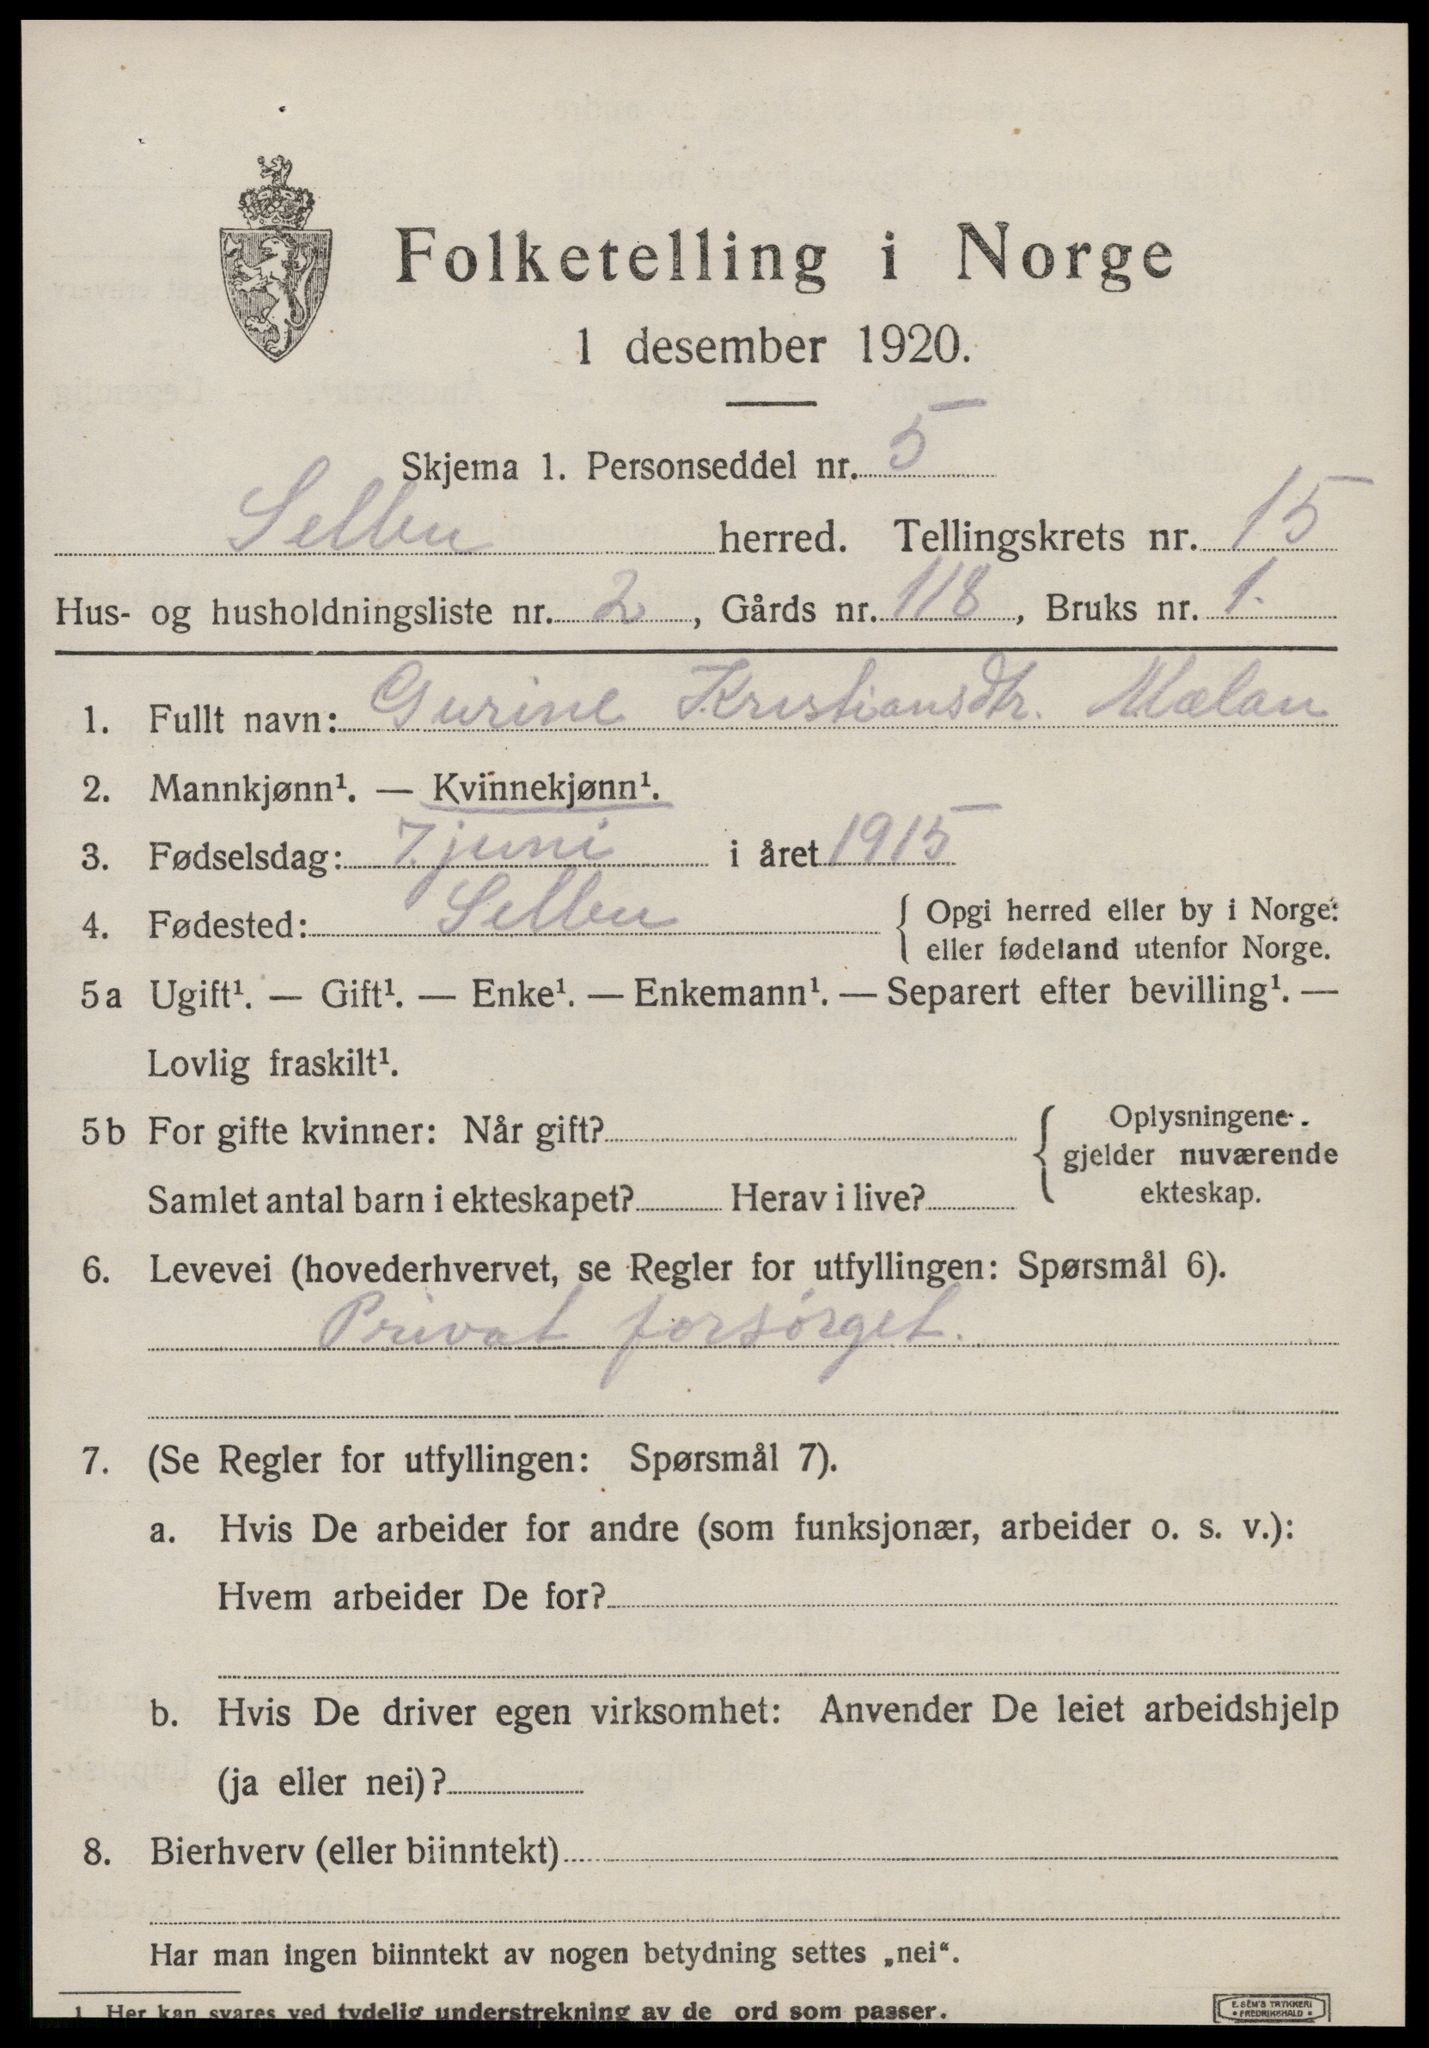 Folketelling i Norge
1 desember 1920.
Skjema 1. Personseddel nr. 5
Selbu herred. Tellingskrets nr. 15
Hus- og husholdningsliste nr. 2, Gårds nr. 118, Bruks nr. 1.
1. Fullt navn: Gurine Kristiansdtr. Mælan
2. Mannkjønn¹. — Kvinnekjønn¹.
3. Fødselsdag: 7. juni i året 1915
4. Fødested: Selbu { Opgi herred eller by i Norge:
eller fødeland utenfor Norge.
5a Ugift¹. — Gift¹. — Enke¹. — Enkemann¹. — Separert efter bevilling¹. —
Lovlig fraskilt¹.
5b For gifte kvinner: Når gift? { Oplysningene
gjelder nuværende
Samlet antal barn i ekteskapet? Herav i live? ekteskap.
6. Levevei (hovederhvervet, se Regler for utfyllingen: Spørsmål 6).
Privat forsørget.
7. (Se Regler for utfyllingen: Spørsmål 7).
a. Hvis De arbeider for andre (som funksjonær, arbeider o. s. v.):
Hvem arbeider De for?
b. Hvis De driver egen virksomhet: Anvender De leiet arbeidshjelp
(ja eller nei)?
8. Bierhverv (eller biinntekt)
Har man ingen biinntekt av nogen betydning settes „nei“.
1. Her kan svares ved tydelig understrekning av de ord som passer.
E. SEM'S TRYKKERI
• FREDRIKSHALD •